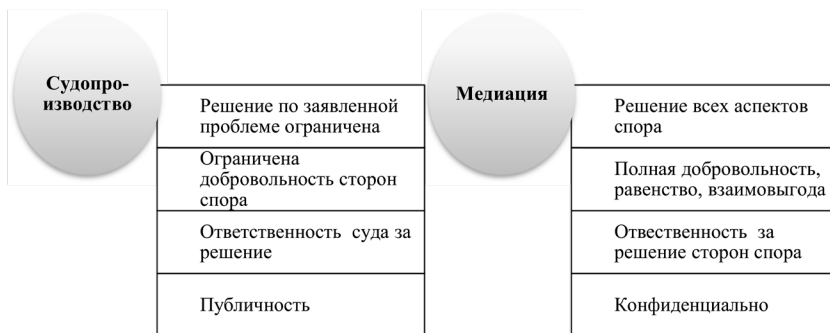 Судопро-
изводство
Решение по заявленной
проблеме ограничена
Ограничена
добровольность сторон
спора
Ответственность суда за
решение
Публичность
Медиация
Решение всех аспектов
спора
Полная добровольность,
равенство, взаимовыгода
Отвественность за
решение сторон спора
Конфиденциально